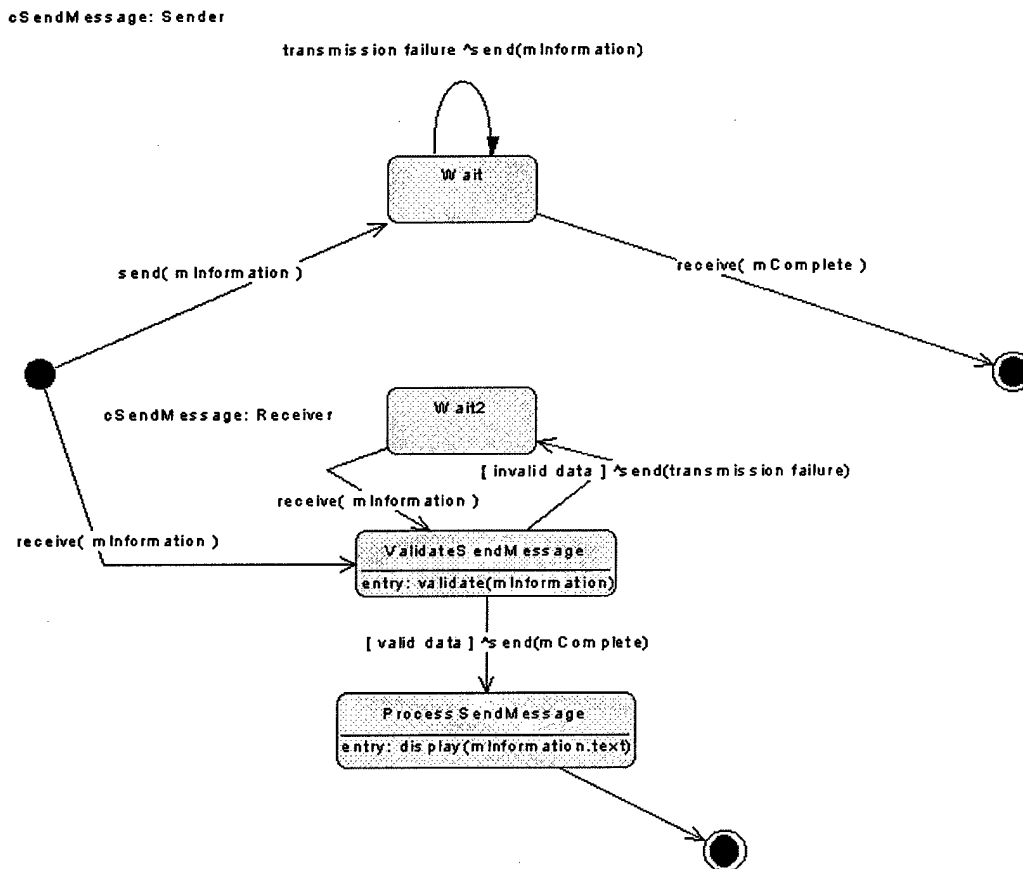 cSendMessage: Sender
transmission failure ^send(mInformation)
Wait
send( mInformation )
receive( mComplete )
cSendMessage: Receiver
Wait2
[ invalid data ] ^send(transmission failure)
receive( mInformation )
receive( mInformation )
ValidateSendMessage
entry: validate(mInformation)
[ valid data ] ^send(mComplete)
ProcessSendMessage
entry: display(mInformation.text)